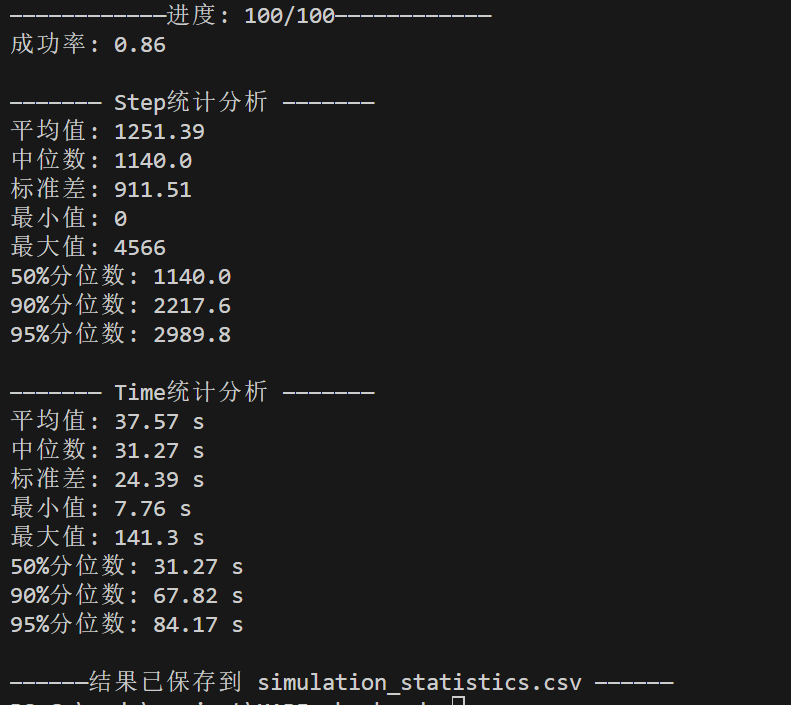 ————————————进度: 100/100————————————
成功率: 0.86
——————— Step统计分析 ———————
平均值: 1251.39
中位数: 1140.0
标准差: 911.51
最小值: 0
最大值: 4566
50%分位数: 1140.0
90%分位数: 2217.6
95%分位数: 2989.8
——————— Time统计分析 ———————
平均值: 37.57 s
中位数: 31.27 s
标准差: 24.39 s
最小值: 7.76 s
最大值: 141.3 s
50%分位数: 31.27 s
90%分位数: 67.82 s
95%分位数: 84.17 s
——————结果已保存到 simulation_statistics.csv ——————